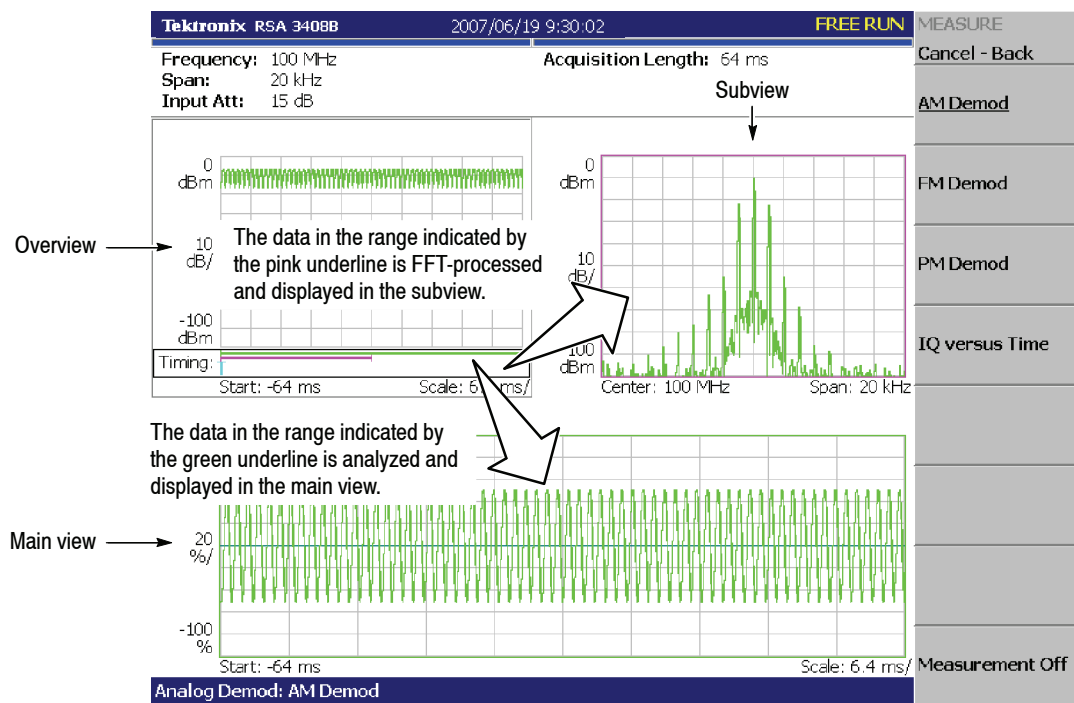 Tektronix RSA 3408B 2007/06/19 9:30:02 FREE RUN
MEASURE
Cancel - Back
Frequency: 100 MHz
Span: 20 kHz
Input Att: 15 dB
Acquisition Length: 64 ms
Subview
AM Demod
FM Demod
PM Demod
IQ versus Time
Measurement Off
Overview
0
dBm
10
dB/
-100
dBm
The data in the range indicated by
the pink underline is FFT-processed
and displayed in the subview.
Timing:
Start: -64 ms Scale: 6 ms/
0
dBm
10
dB/
100
dBm
Center: 100 MHz Span: 20 kHz
The data in the range indicated by
the green underline is analyzed and
displayed in the main view.
Main view
20
%/
-100
%
Start: -64 ms Scale: 6.4 ms/
Analog Demod: AM Demod